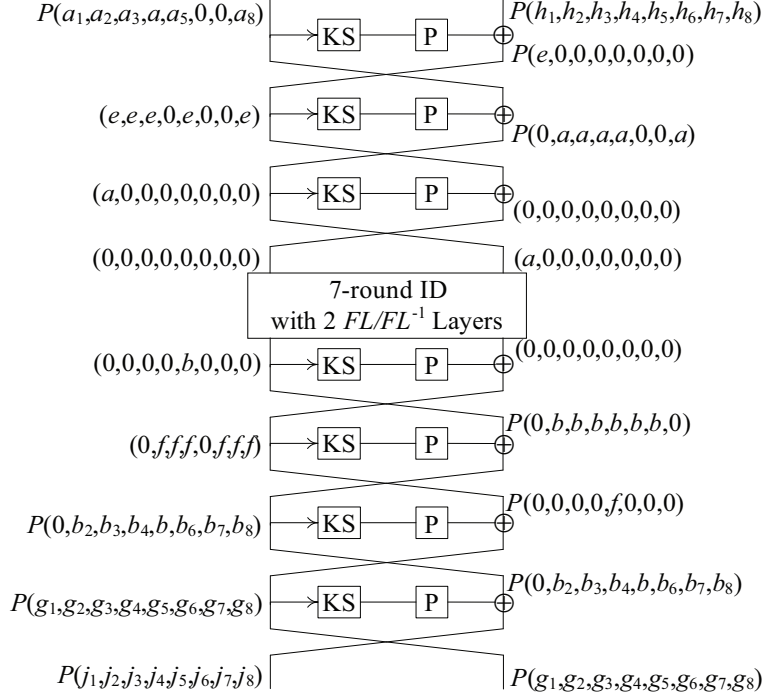 P(a₁,a₂,a₃,a,a₅,0,0,a₈) P(h₁,h₂,h₃,h₄,h₅,h₆,h₇,h₈)
KS P
P(e,0,0,0,0,0,0,0)
(e,e,e,0,e,0,0,e) KS P
P(0,a,a,a,a,0,0,a)
(a,0,0,0,0,0,0,0) KS P
(0,0,0,0,0,0,0,0)
(0,0,0,0,0,0,0,0) (a,0,0,0,0,0,0,0)
7-round ID
with 2 FL/FL⁻¹ Layers
(0,0,0,0,b,0,0,0) KS P (0,0,0,0,0,0,0,0)
P(0,b,b,b,b,b,b,0)
(0,f,f,f,0,f,f,f) KS P
P(0,0,0,0,f,0,0,0)
P(0,b₂,b₃,b₄,b,b₆,b₇,b₈) KS P
P(0,b₂,b₃,b₄,b,b₆,b₇,b₈)
P(g₁,g₂,g₃,g₄,g₅,g₆,g₇,g₈) KS P
P(j₁,j₂,j₃,j₄,j₅,j₆,j₇,j₈) P(g₁,g₂,g₃,g₄,g₅,g₆,g₇,g₈)